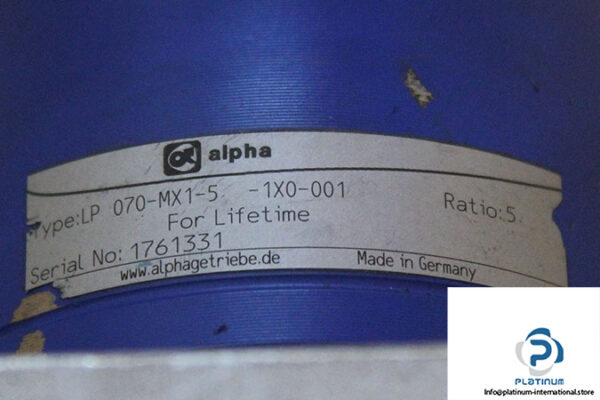 alpha
Type:LP 070-MX1-5 -1X0-001
Ratio:5
For Lifetime
Serial No: 1761331
www.alphagetriebe.de
Made in Germany
PLATINUM
Info@platinum-international.store